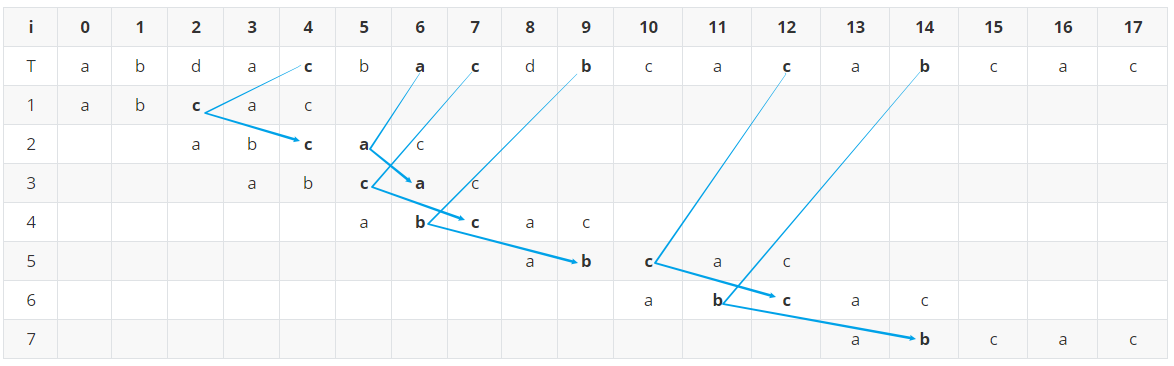 i 0 1 2 3 4 5 6 7 8 9 10 11 12 13 14 15 16 17
T a b d a c b a c d b c a c a b c a c
1 a b c a c
2 a b c a c
3 a b c a c
4 a b c a c
5 a b c a c
6 a b c a c
7 a b c a c